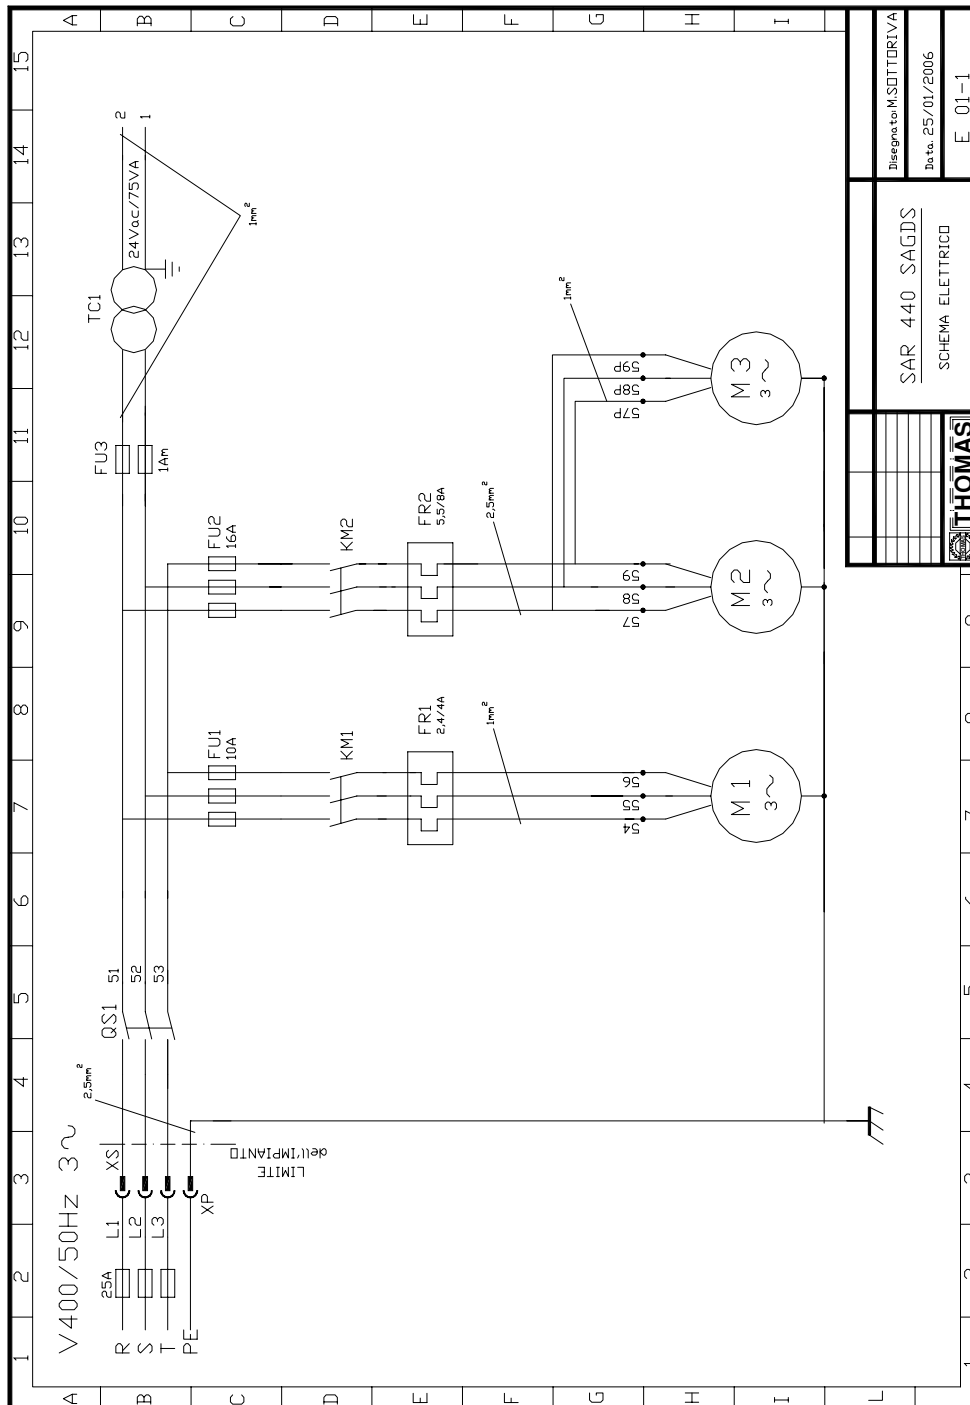 1 2 3 4 5 6 7 8 9 10 11 12 13 14 15
A B C D E F G H I L
V400/50Hz 3~
R
S
T
PE
25A
L1
L2
L3
XS
XP
LIMITE
dell'IMPIANTO
2,5mm²
QS1
51
52
53
FU1
10A
KM1
FR1
2,4/4A
1mm²
54
55
56
M 1
3~
FU2
16A
KM2
FR2
5,5/8A
2,5mm²
57
58
59
M 2
3~
FU3
1Am
TC1
24Vac/75VA
2
1
1mm²
1mm²
57P
58P
59P
M 3
3~
A B C D E F G H I
THOMAS
SAR 440 SAGDS
SCHEMA ELETTRICO
Disegnato:M.SOTTORIVA
Data: 25/01/2006
E 01-1